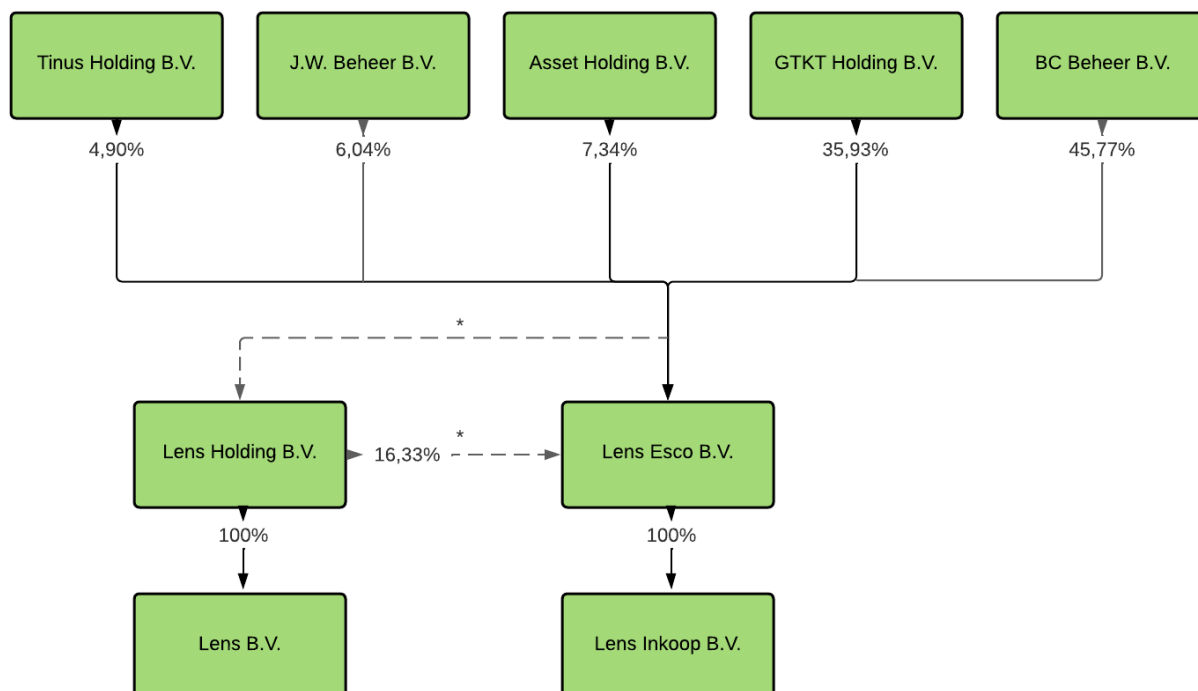 Tinus Holding B.V.
J.W. Beheer B.V.
Asset Holding B.V.
GTKT Holding B.V.
BC Beheer B.V.
4,90%
6,04%
7,34%
35,93%
45,77%
*
Lens Holding B.V.
*
16,33%
Lens Esco B.V.
100%
100%
Lens B.V.
Lens Inkoop B.V.